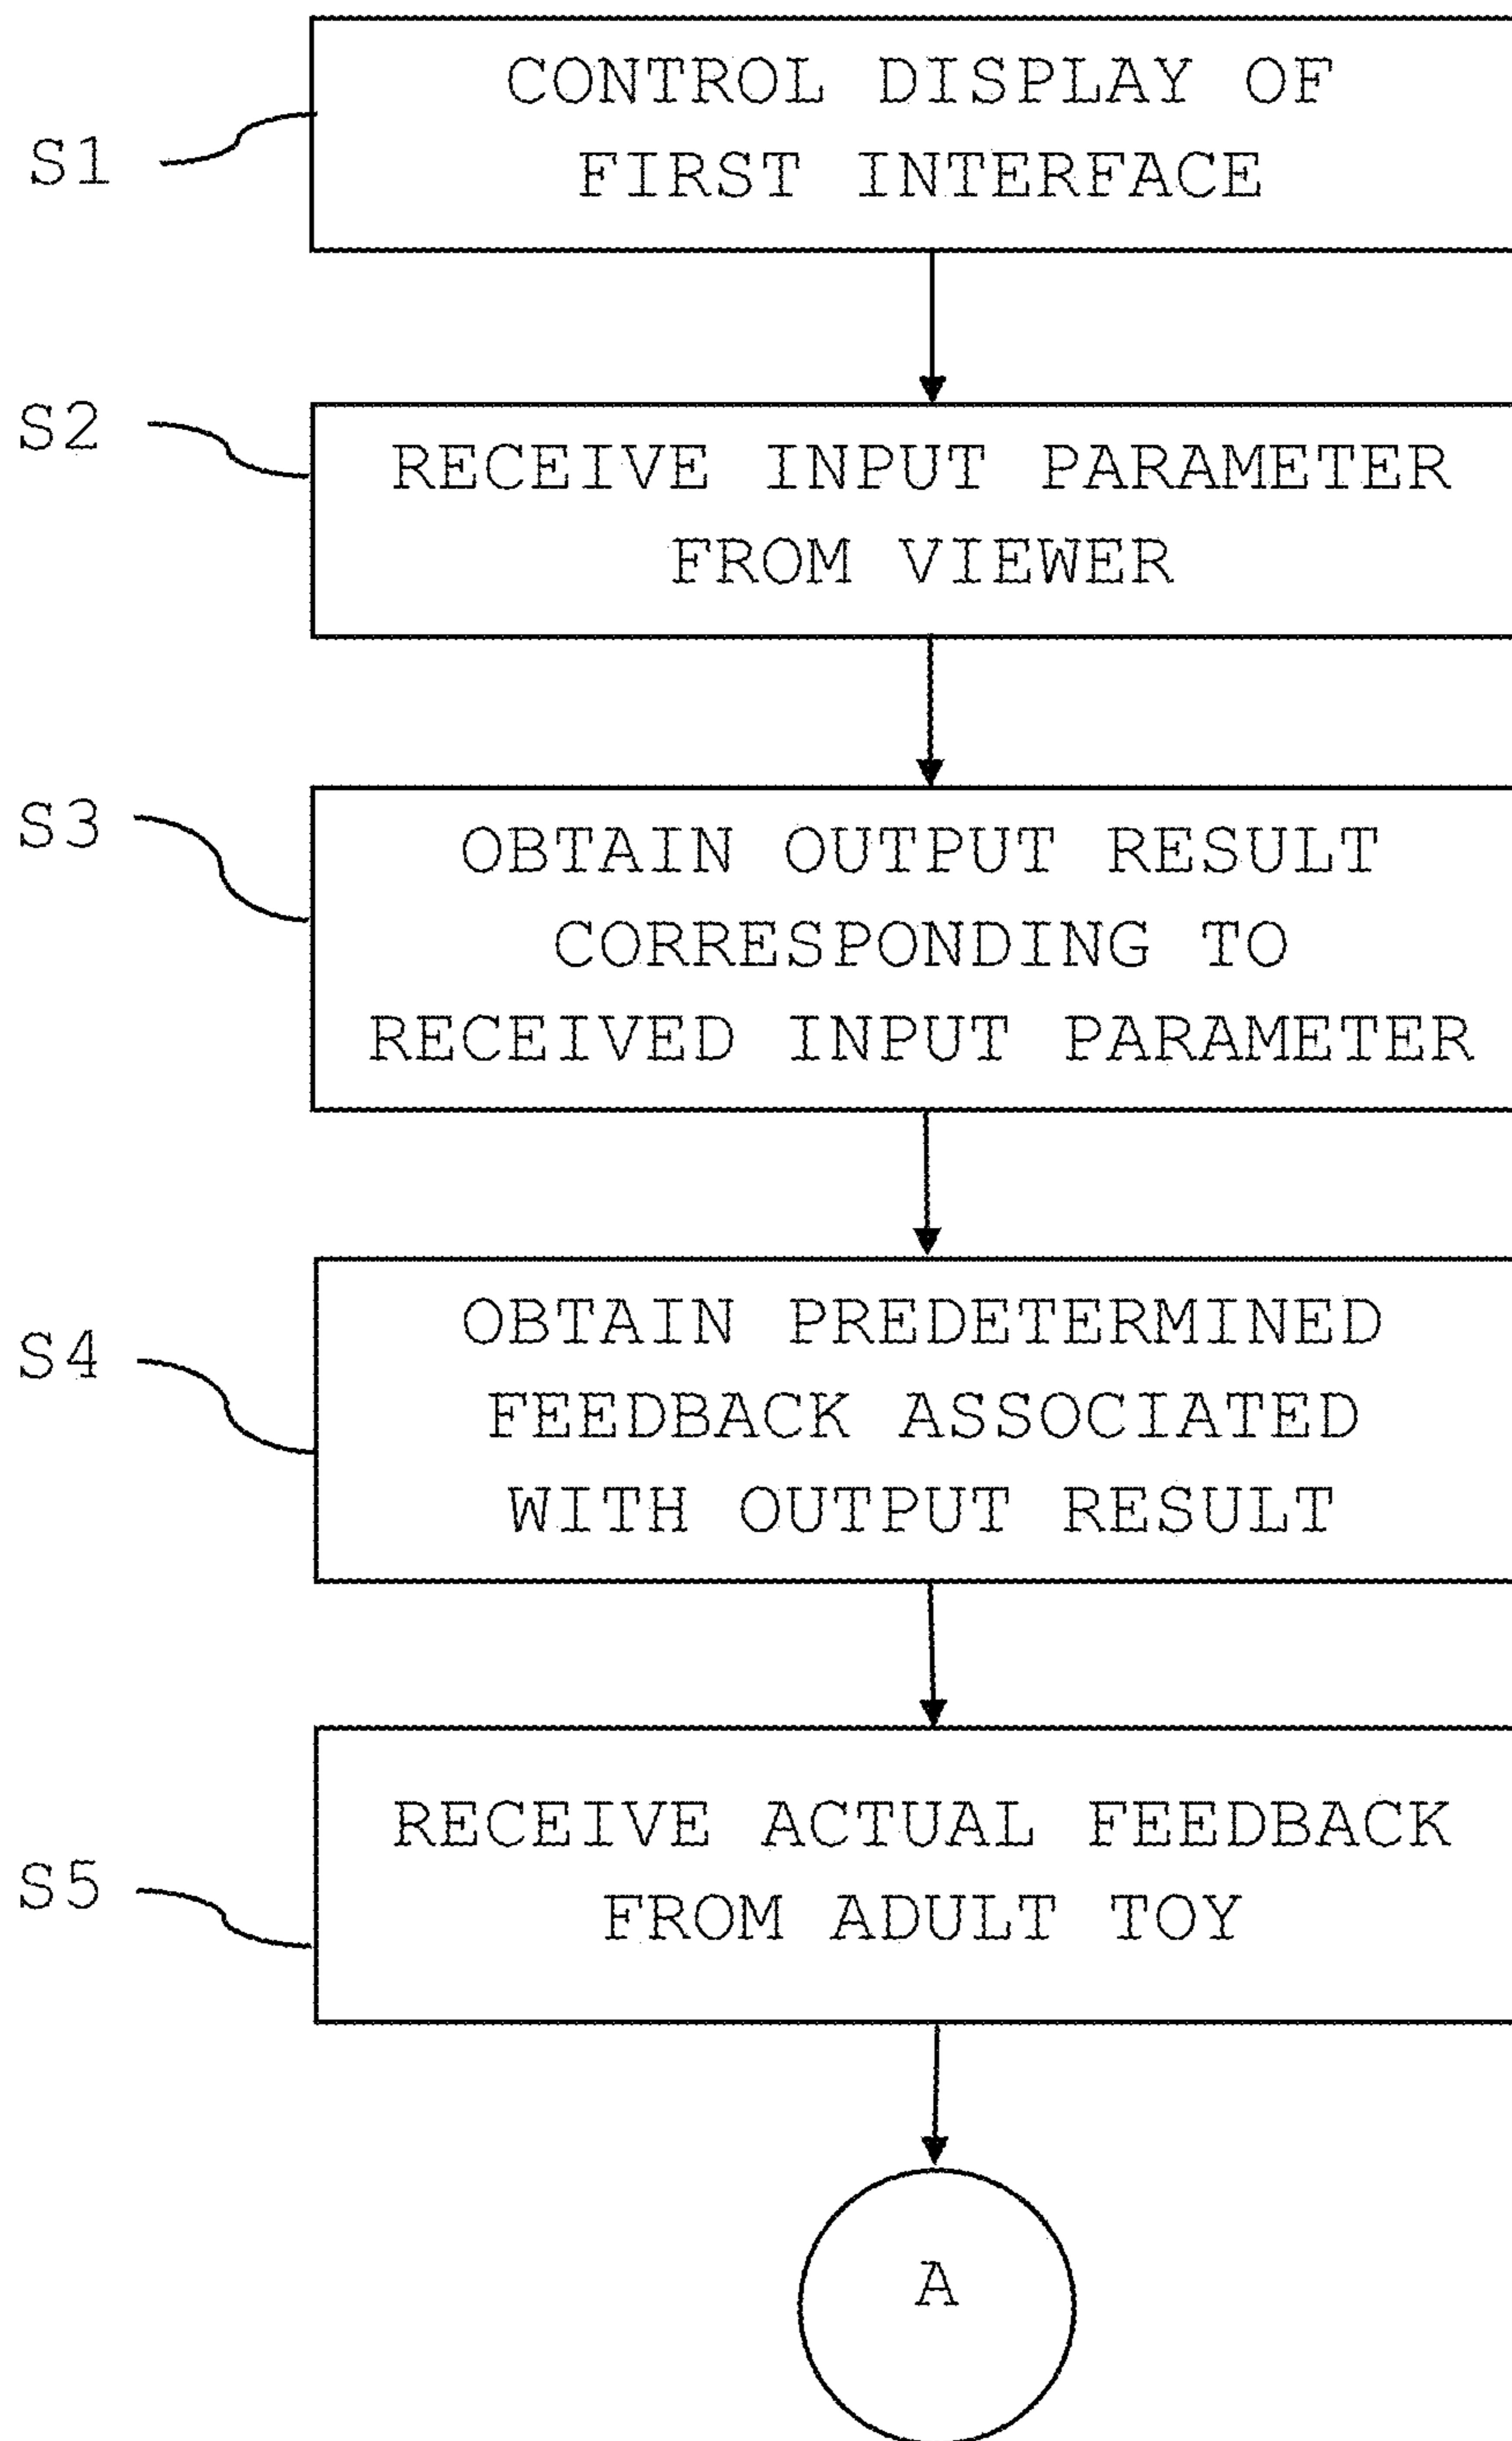 S1
CONTROL DISPLAY OF
FIRST INTERFACE
S2
RECEIVE INPUT PARAMETER
FROM VIEWER
S3
OBTAIN OUTPUT RESULT
CORRESPONDING TO
RECEIVED INPUT PARAMETER
S4
OBTAIN PREDETERMINED
FEEDBACK ASSOCIATED
WITH OUTPUT RESULT
S5
RECEIVE ACTUAL FEEDBACK
FROM ADULT TOY
A